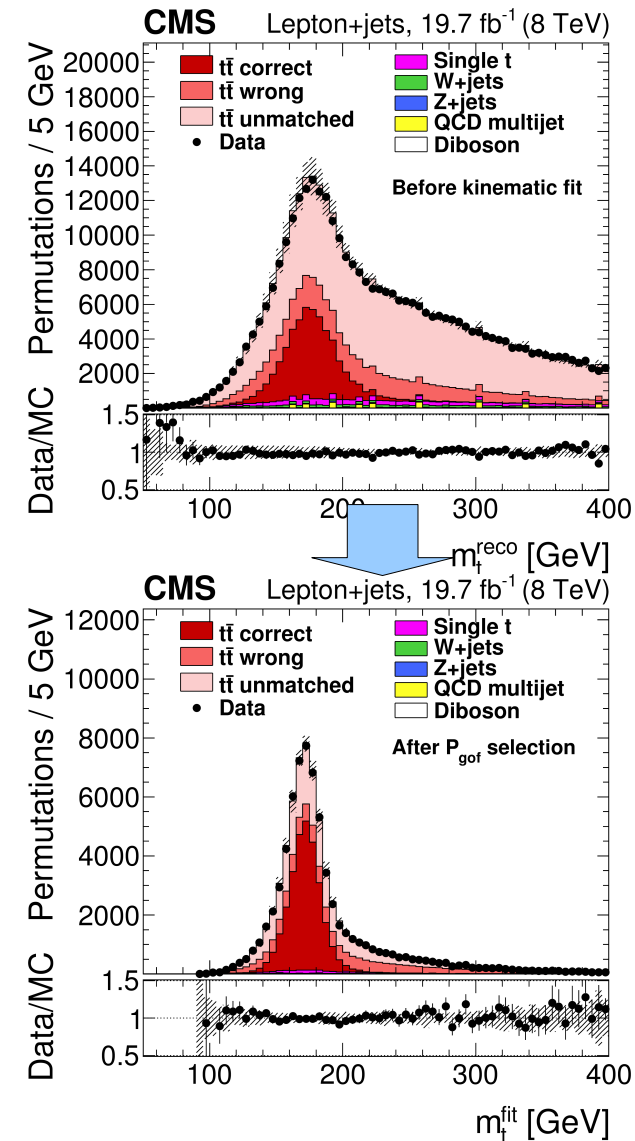 CMS Lepton+jets, 19.7 fb⁻¹ (8 TeV)
Permutations / 5 GeV
20000
18000
16000
14000
12000
10000
8000
6000
4000
2000
tt̄ correct
tt̄ wrong
tt̄ unmatched
Data
Single t
W+jets
Z+jets
QCD multijet
Diboson
Before kinematic fit
Data/MC
1.5
1
0.5
100 200 300 400
mₜʳᵉᶜᵒ [GeV]
CMS Lepton+jets, 19.7 fb⁻¹ (8 TeV)
Permutations / 5 GeV
12000
10000
8000
6000
4000
2000
tt̄ correct
tt̄ wrong
tt̄ unmatched
Data
Single t
W+jets
Z+jets
QCD multijet
Diboson
After P_gof selection
Data/MC
1.5
1
0.5
100 200 300 400
mₜᶠⁱᵗ [GeV]